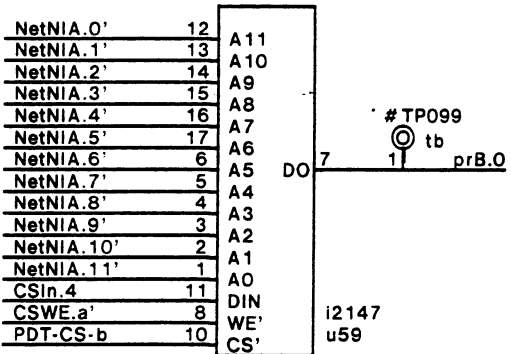 NetNIA.0' 12 A11
NetNIA.1' 13 A10
NetNIA.2' 14 A9
NetNIA.3' 15 A8
NetNIA.4' 16 A7
NetNIA.5' 17 A6
NetNIA.6' 6 A5 DO 7 1 prB.0
NetNIA.7' 5 A4
NetNIA.8' 4 A3
NetNIA.9' 3 A2
NetNIA.10' 2 A1
NetNIA.11' 1 A0
CSIn.4 11 DIN
CSWE.a' 8 WE'
PDT-CS-b 10 CS'
#TP099
tb
i2147
u59